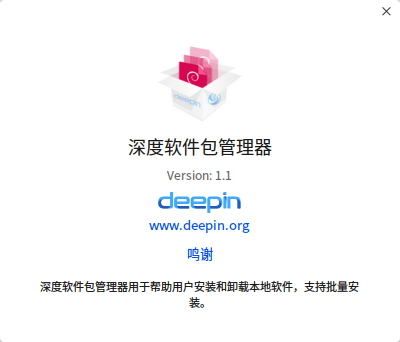 deepin
深度软件包管理器
Version: 1.1
deepin
www.deepin.org
鸣谢
深度软件包管理器用于帮助用户安装和卸载本地软件，支持批量安
装。